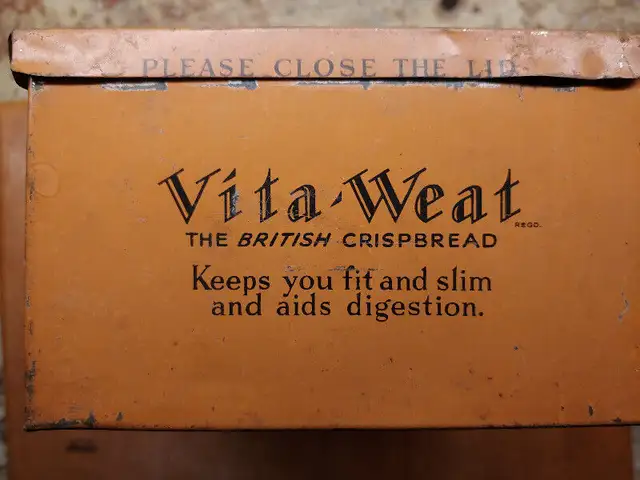 PLEASE CLOSE THE LID
Vita-Weat
REGD.
THE BRITISH CRISPBREAD
Keeps you fit and slim
and aids digestion.